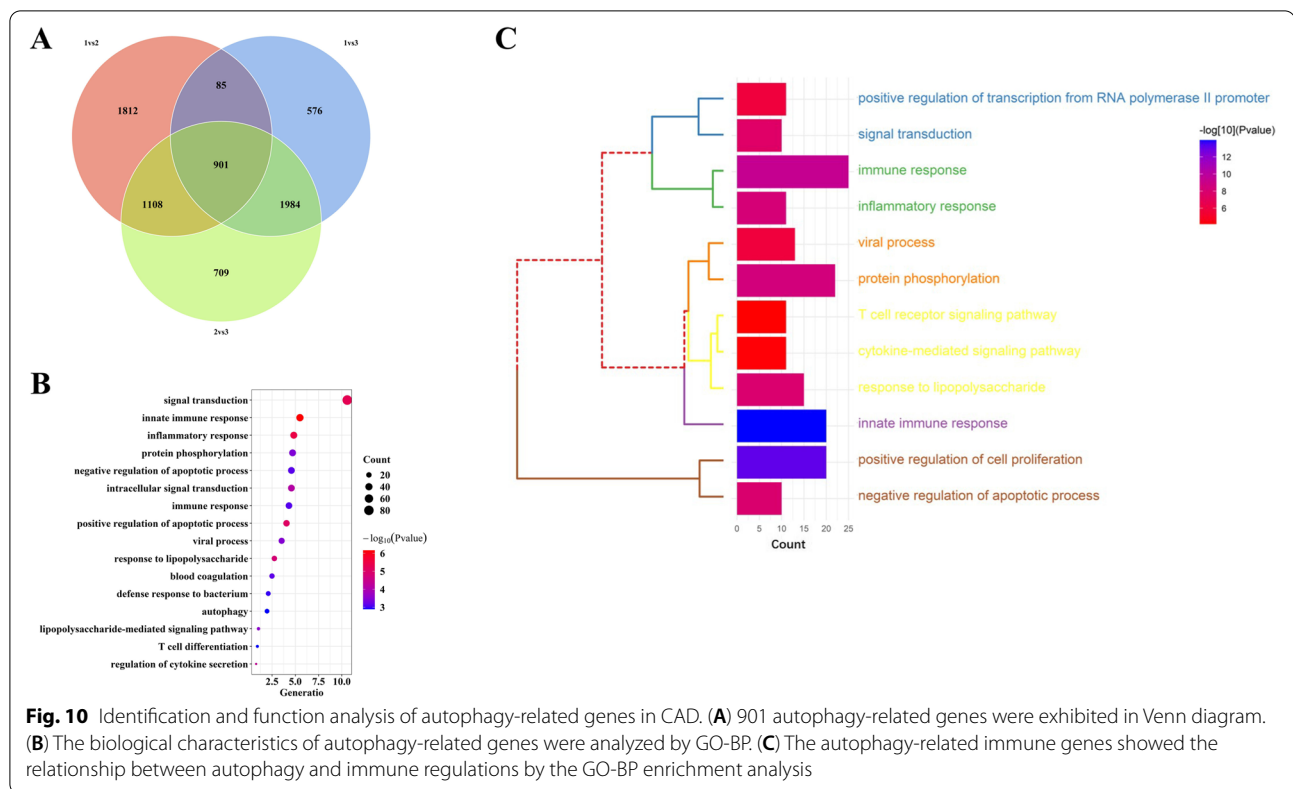 A
1vs2
1vs3
85
1812
576
901
1108
1984
709
2vs3
B
signal transduction
innate immune response
inflammatory response
protein phosphorylation
negative regulation of apoptotic process
intracellular signal transduction
immune response
positive regulation of apoptotic process
viral process
response to lipopolysaccharide
blood coagulation
defense response to bacterium
autophagy
lipopolysaccharide-mediated signaling pathway
T cell differentiation
regulation of cytokine secretion
2.5 5.0 7.5 10.0
Generatio
Count
20
40
60
80
−log10(Pvalue)
6
5
4
3
C
positive regulation of transcription from RNA polymerase II promoter
signal transduction
immune response
inflammatory response
viral process
protein phosphorylation
T cell receptor signaling pathway
cytokine-mediated signaling pathway
response to lipopolysaccharide
innate immune response
positive regulation of cell proliferation
negative regulation of apoptotic process
0 5 10 15 20 25
Count
-log[10](Pvalue)
12
10
8
6
Fig. 10 Identification and function analysis of autophagy-related genes in CAD. (A) 901 autophagy-related genes were exhibited in Venn diagram.
(B) The biological characteristics of autophagy-related genes were analyzed by GO-BP. (C) The autophagy-related immune genes showed the
relationship between autophagy and immune regulations by the GO-BP enrichment analysis